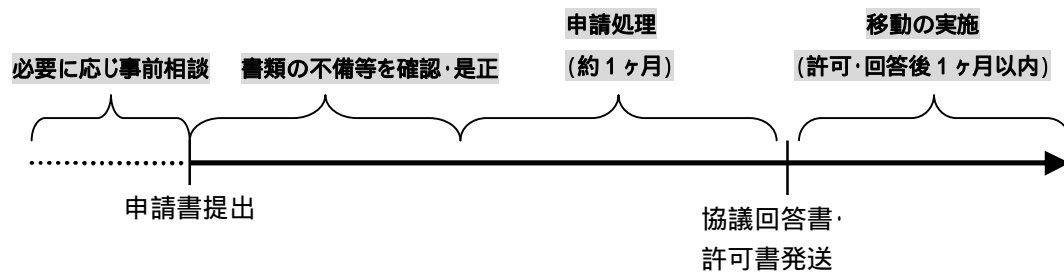 必要に応じ事前相談
書類の不備等を確認･是正
申請処理
(約1ヶ月)
移動の実施
(許可･回答後1ヶ月以内)
申請書提出
協議回答書･
許可書発送